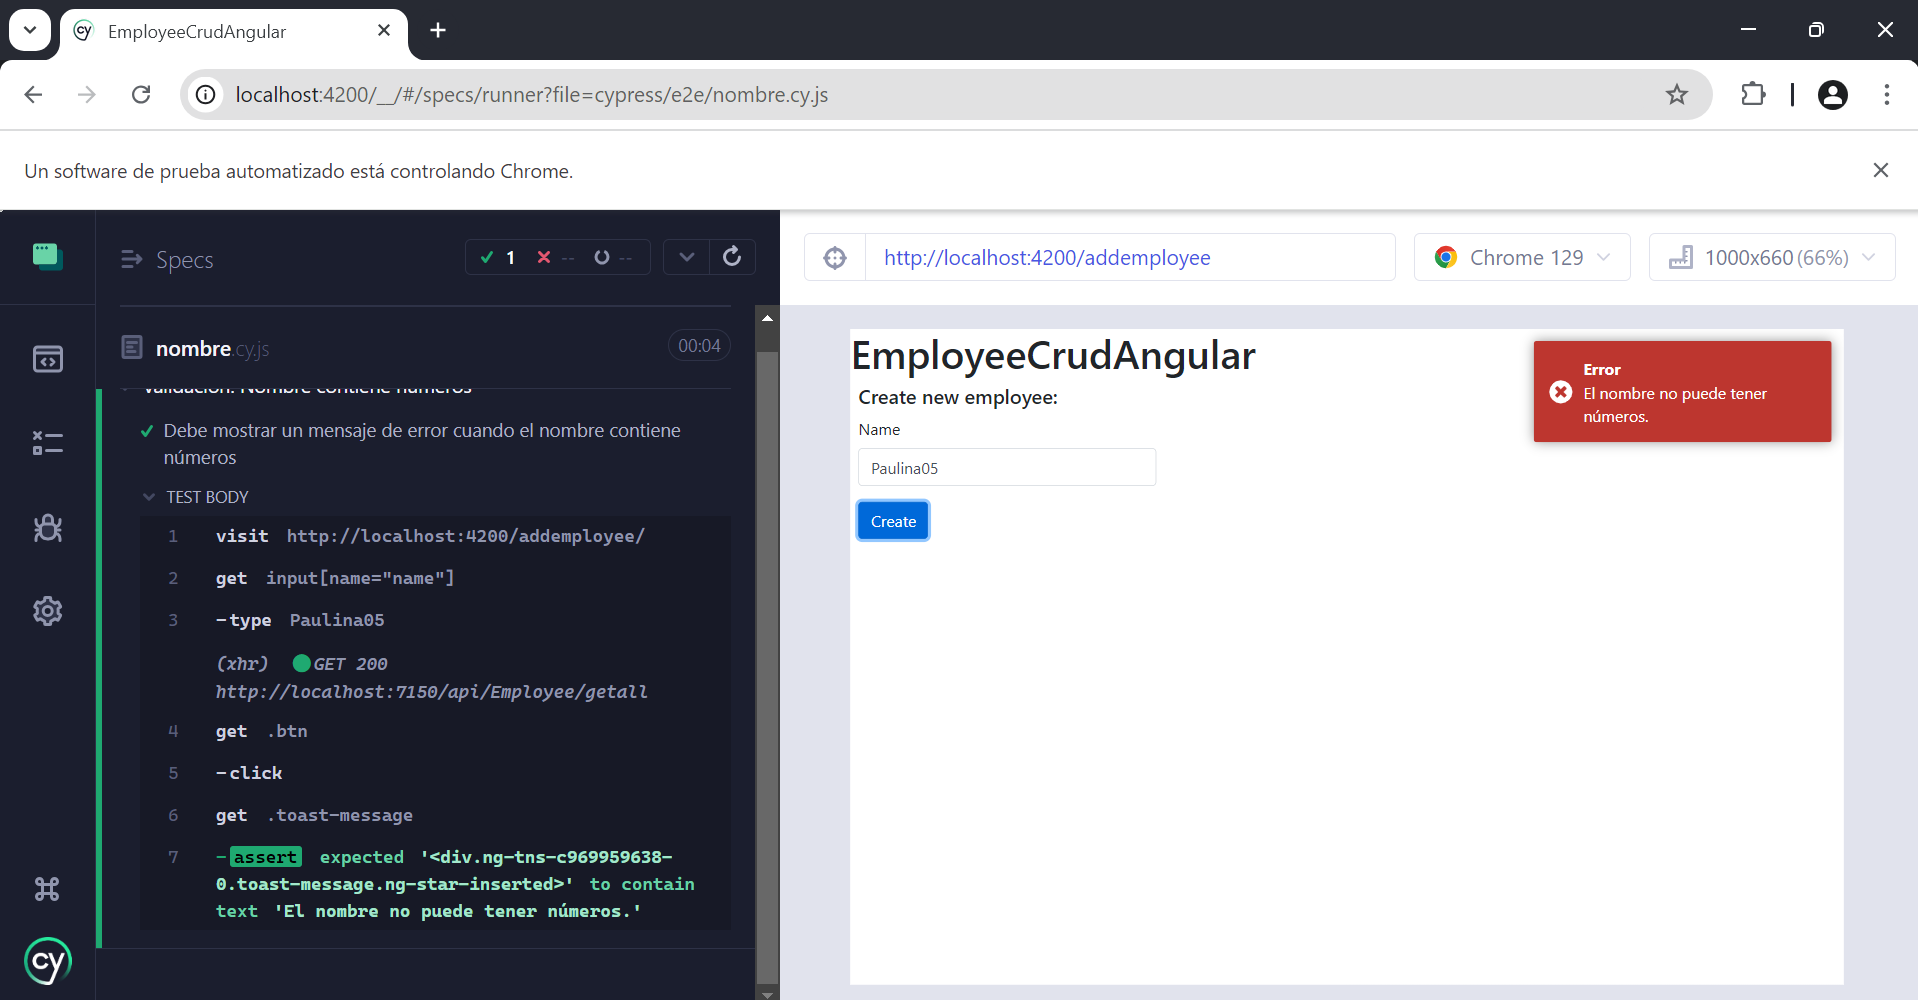 EmployeeCrudAngular
localhost:4200/__/#/specs/runner?file=cypress/e2e/nombre.cy.js
Un software de prueba automatizado está controlando Chrome.
Specs
1 -- --
nombre.cy.js
00:04
Validación: Nombre contiene números
Debe mostrar un mensaje de error cuando el nombre contiene
números
TEST BODY
1 visit http://localhost:4200/addemployee/
2 get input[name="name"]
3 -type Paulina05
(xhr) GET 200
http://localhost:7150/api/Employee/getall
4 get .btn
5 -click
6 get .toast-message
7 -assert expected '<div.ng-tns-c969959638-
0.toast-message.ng-star-inserted>' to contain
text 'El nombre no puede tener números.'
cy
http://localhost:4200/addemployee
Chrome 129
1000x660 (66%)
EmployeeCrudAngular
Create new employee:
Name
Paulina05
Create
Error
El nombre no puede tener
números.